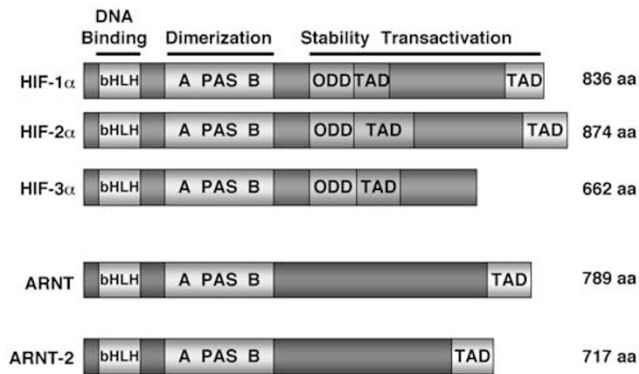 DNA
Binding Dimerization Stability Transactivation
HIF-1α bHLH A PAS B ODD TAD TAD 836 aa
HIF-2α bHLH A PAS B ODD TAD TAD 874 aa
HIF-3α bHLH A PAS B ODD TAD 662 aa
ARNT bHLH A PAS B TAD 789 aa
ARNT-2 bHLH A PAS B TAD 717 aa